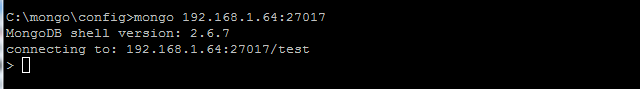 C:\mongo\config>mongo 192.168.1.64:27017
MongoDB shell version: 2.6.7
connecting to: 192.168.1.64:27017/test
>